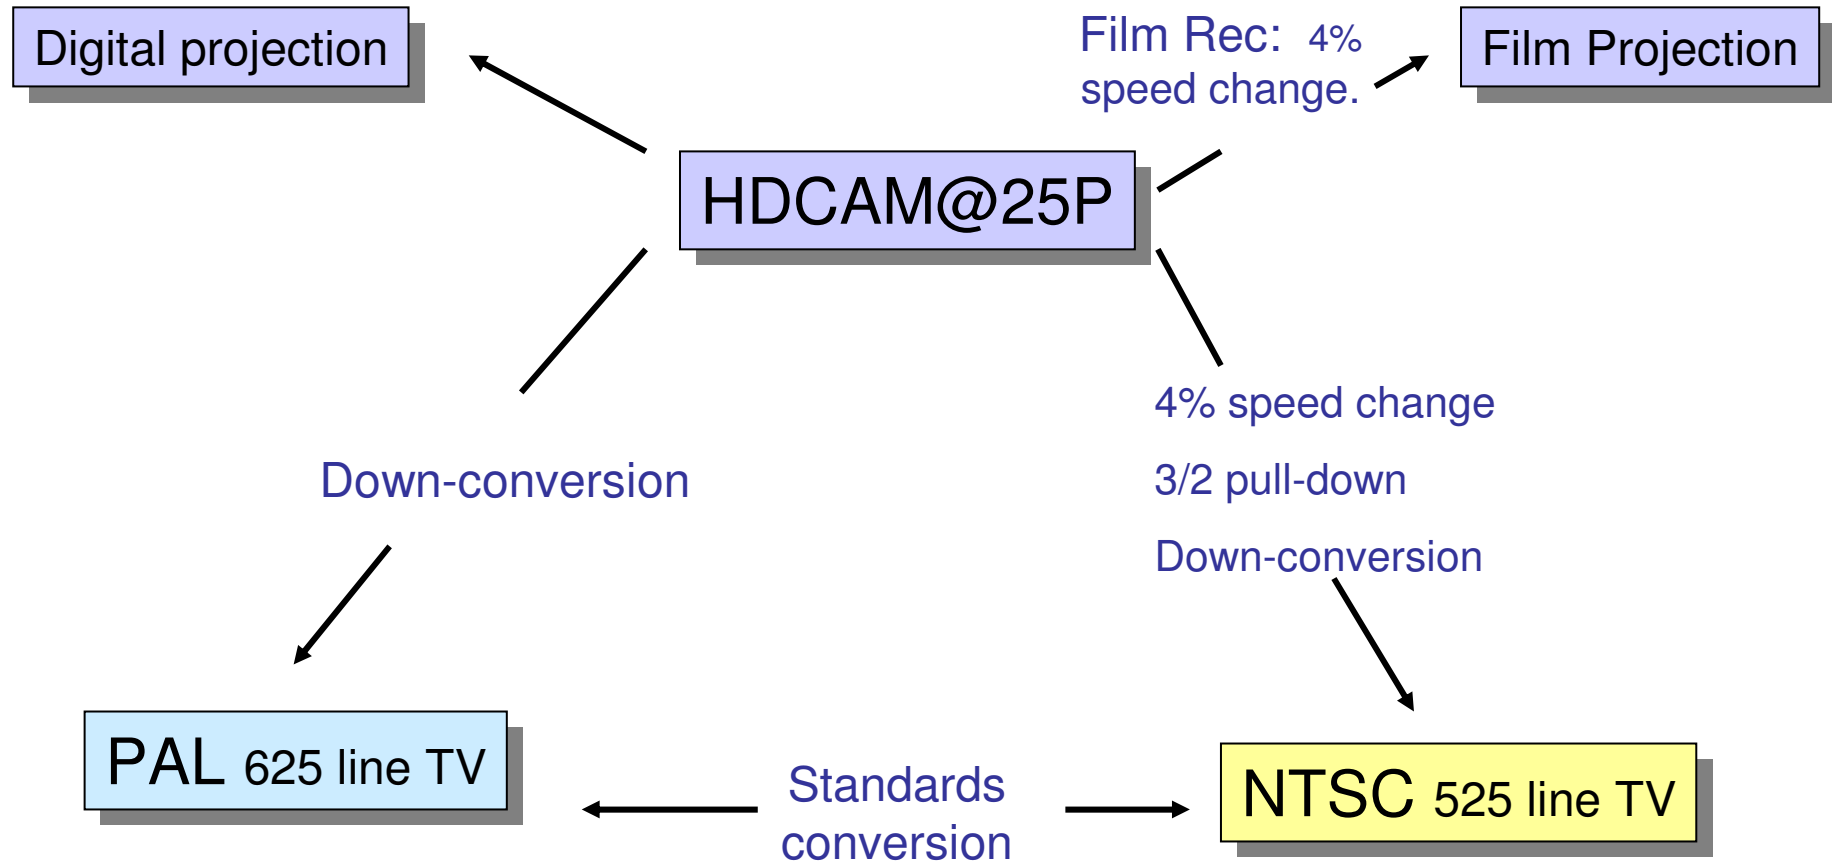 Digital projection
Film Rec: 4%
speed change.
Film Projection
HDCAM@25P
4% speed change
3/2 pull-down
Down-conversion
Down-conversion
PAL 625 line TV
Standards
conversion
NTSC 525 line TV